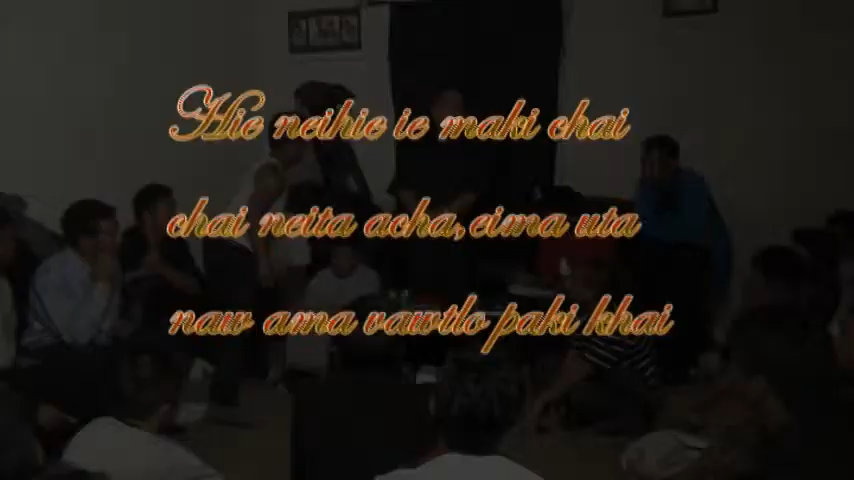 Hie neihie ie maki chai
chai neita acha,eima uta
naw ama vawtlo paki khai